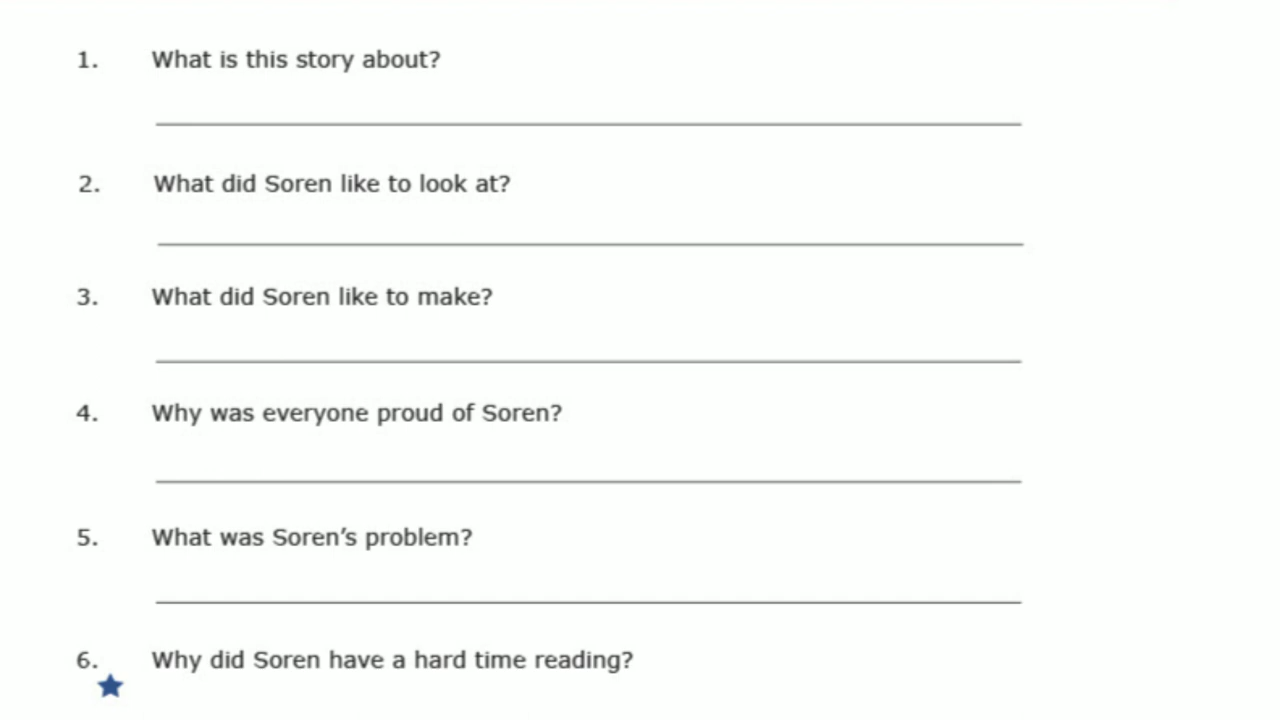 1. What is this story about?
2. What did Soren like to look at?
3. What did Soren like to make?
4. Why was everyone proud of Soren?
5. What was Soren’s problem?
6. Why did Soren have a hard time reading?